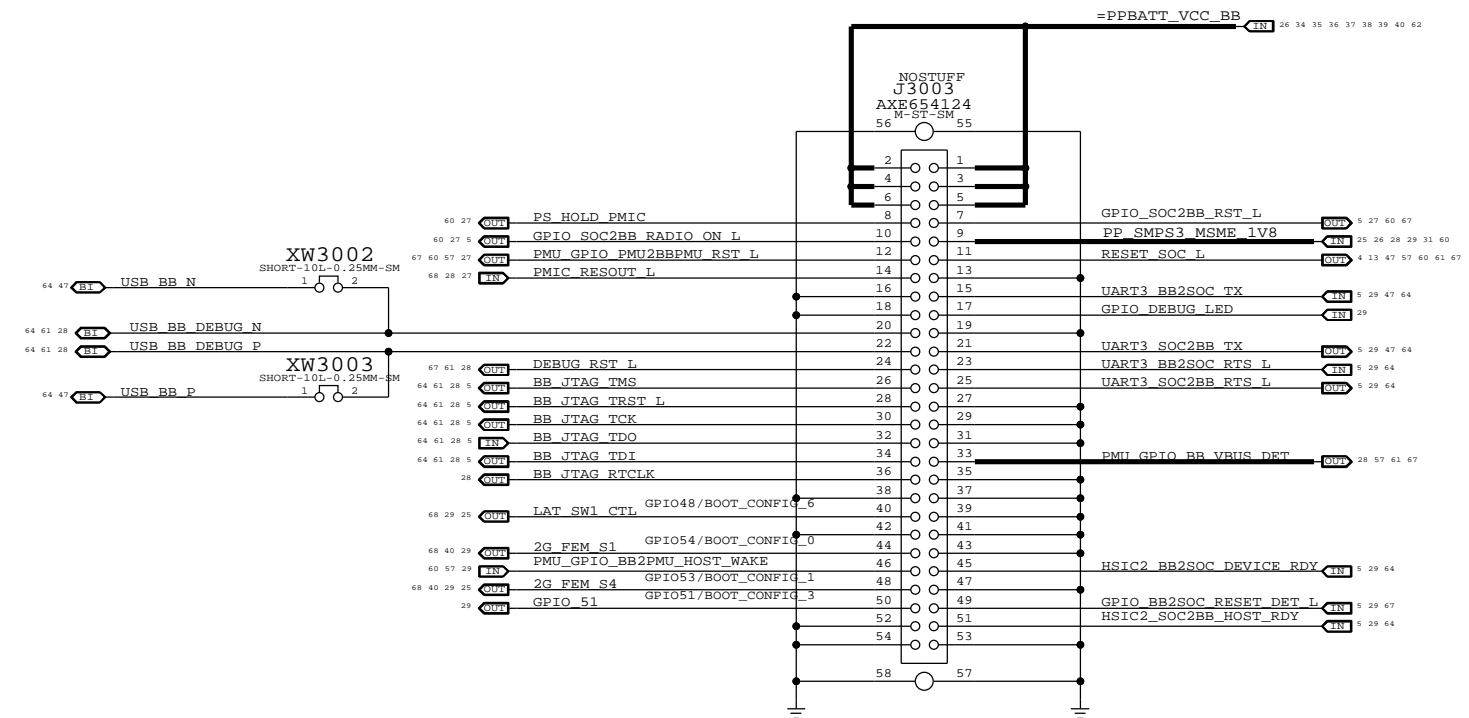 =PPBATT_VCC_BB
IN 26 34 35 36 37 38 39 40 62
NOSTUFF
J3003
AXE654124
M-ST-SM
56 55
2 1
4 3
6 5
60 27 OUT PS_HOLD_PMIC 8 7 GPIO_SOC2BB_RST_L OUT 5 27 60 67
60 27 5 OUT GPIO_SOC2BB_RADIO_ON_L 10 9 PP_SMPS3_MSME_1V8 IN 25 26 28 29 31 60
67 60 57 27 OUT PMU_GPIO_PMU2BBPMU_RST_L 12 11 RESET_SOC_L OUT 4 13 47 57 60 61 67
68 28 27 IN PMIC_RESOUT_L 14 13
XW3002
SHORT-10L-0.25MM-SM
64 47 BI USB_BB_N 1 2
16 15 UART3_BB2SOC_TX IN 5 29 47 64
18 17 GPIO_DEBUG_LED IN 29
64 61 28 BI USB_BB_DEBUG_N 20 19
64 61 28 BI USB_BB_DEBUG_P 22 21 UART3_SOC2BB_TX OUT 5 29 47 64
XW3003
SHORT-10L-0.25MM-SM
64 47 BI USB_BB_P 1 2
67 61 28 OUT DEBUG_RST_L 24 23 UART3_BB2SOC_RTS_L IN 5 29 64
64 61 28 5 OUT BB_JTAG_TMS 26 25 UART3_SOC2BB_RTS_L OUT 5 29 64
64 61 28 5 OUT BB_JTAG_TRST_L 28 27
64 61 28 5 OUT BB_JTAG_TCK 30 29
64 61 28 5 IN BB_JTAG_TDO 32 31
64 61 28 5 OUT BB_JTAG_TDI 34 33 PMU_GPIO_BB_VBUS_DET OUT 28 57 61 67
28 OUT BB_JTAG_RTCLK 36 35
38 37
GPIO48/BOOT_CONFIG_6
68 29 25 OUT LAT_SW1_CTL 40 39
42 41
GPIO54/BOOT_CONFIG_0
68 40 29 OUT 2G_FEM_S1 44 43
60 57 29 IN PMU_GPIO_BB2PMU_HOST_WAKE 46 45 HSIC2_BB2SOC_DEVICE_RDY IN 5 29 64
GPIO53/BOOT_CONFIG_1
68 40 29 25 OUT 2G_FEM_S4 48 47
GPIO51/BOOT_CONFIG_3
29 OUT GPIO_51 50 49 GPIO_BB2SOC_RESET_DET_L IN 5 29 67
52 51 HSIC2_SOC2BB_HOST_RDY IN 5 29 64
54 53
58 57